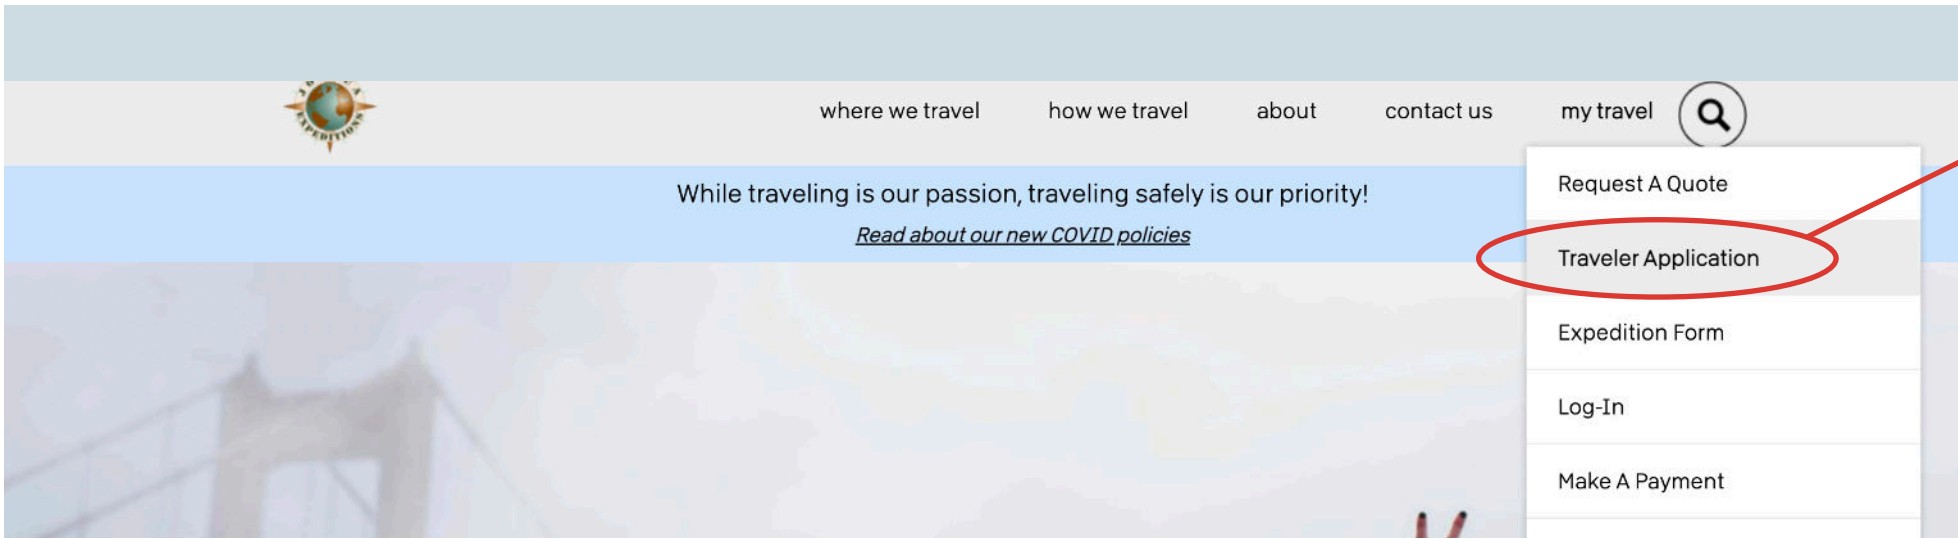 EXPEDITIONS
where we travel how we travel about contact us my travel
While traveling is our passion, traveling safely is our priority!
Read about our new COVID policies
Request A Quote
Traveler Application
Expedition Form
Log-In
Make A Payment